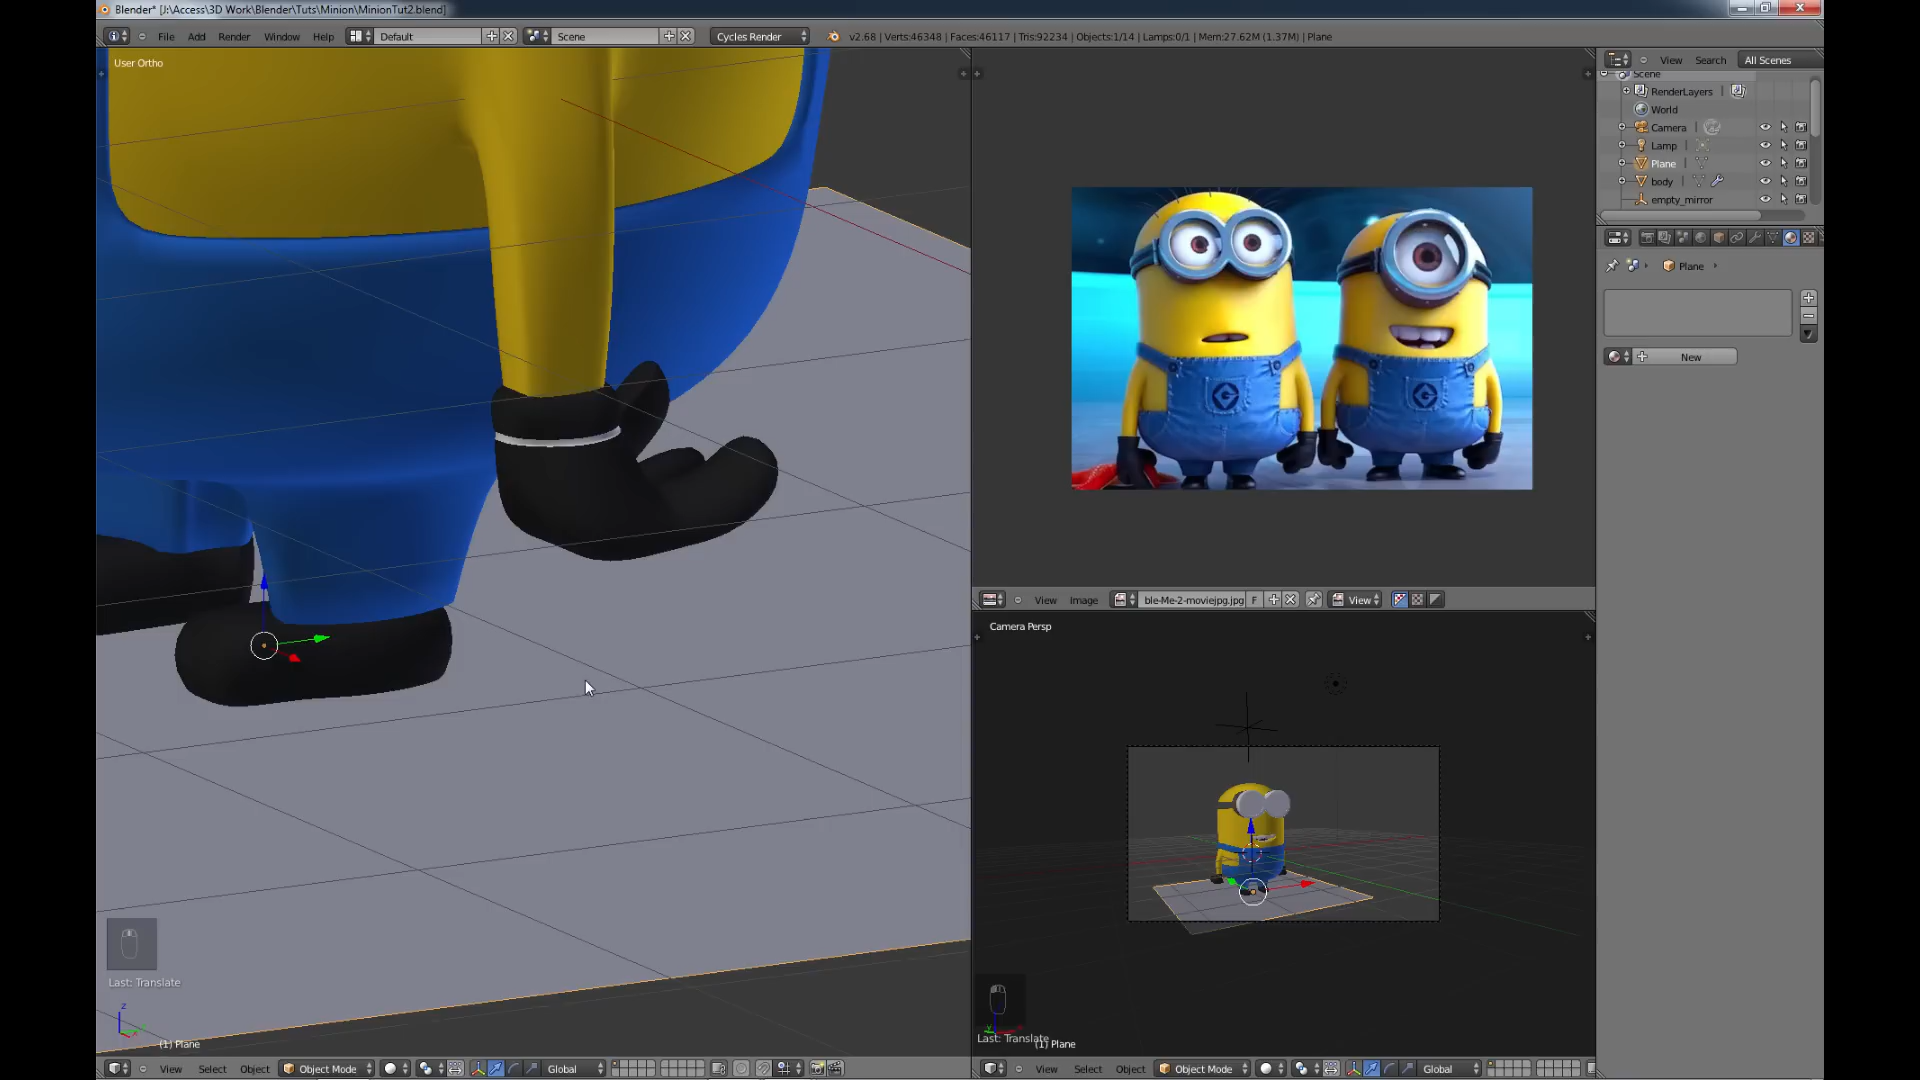 Blender* [J:\Access\3D Work\Blender\Tuts\Minion\MinionTut2.blend]
File Add Render Window Help Default Scene Cycles Render v2.68 | Verts:46348 | Faces:46117 | Tris:92234 | Objects:1/14 | Lamps:0/1 | Mem:27.62M (1.37M) | Plane
User Ortho
View Search All Scenes
Scene
RenderLayers
World
Camera
Lamp
Plane
body
empty_mirror
Plane
New
View Image ble-Me-2-moviejpg.jpg F View
Camera Persp
Last: Translate
z
(1) Plane
Last: Translate
(1) Plane
View Select Object Object Mode Global
View Select Object Object Mode Global